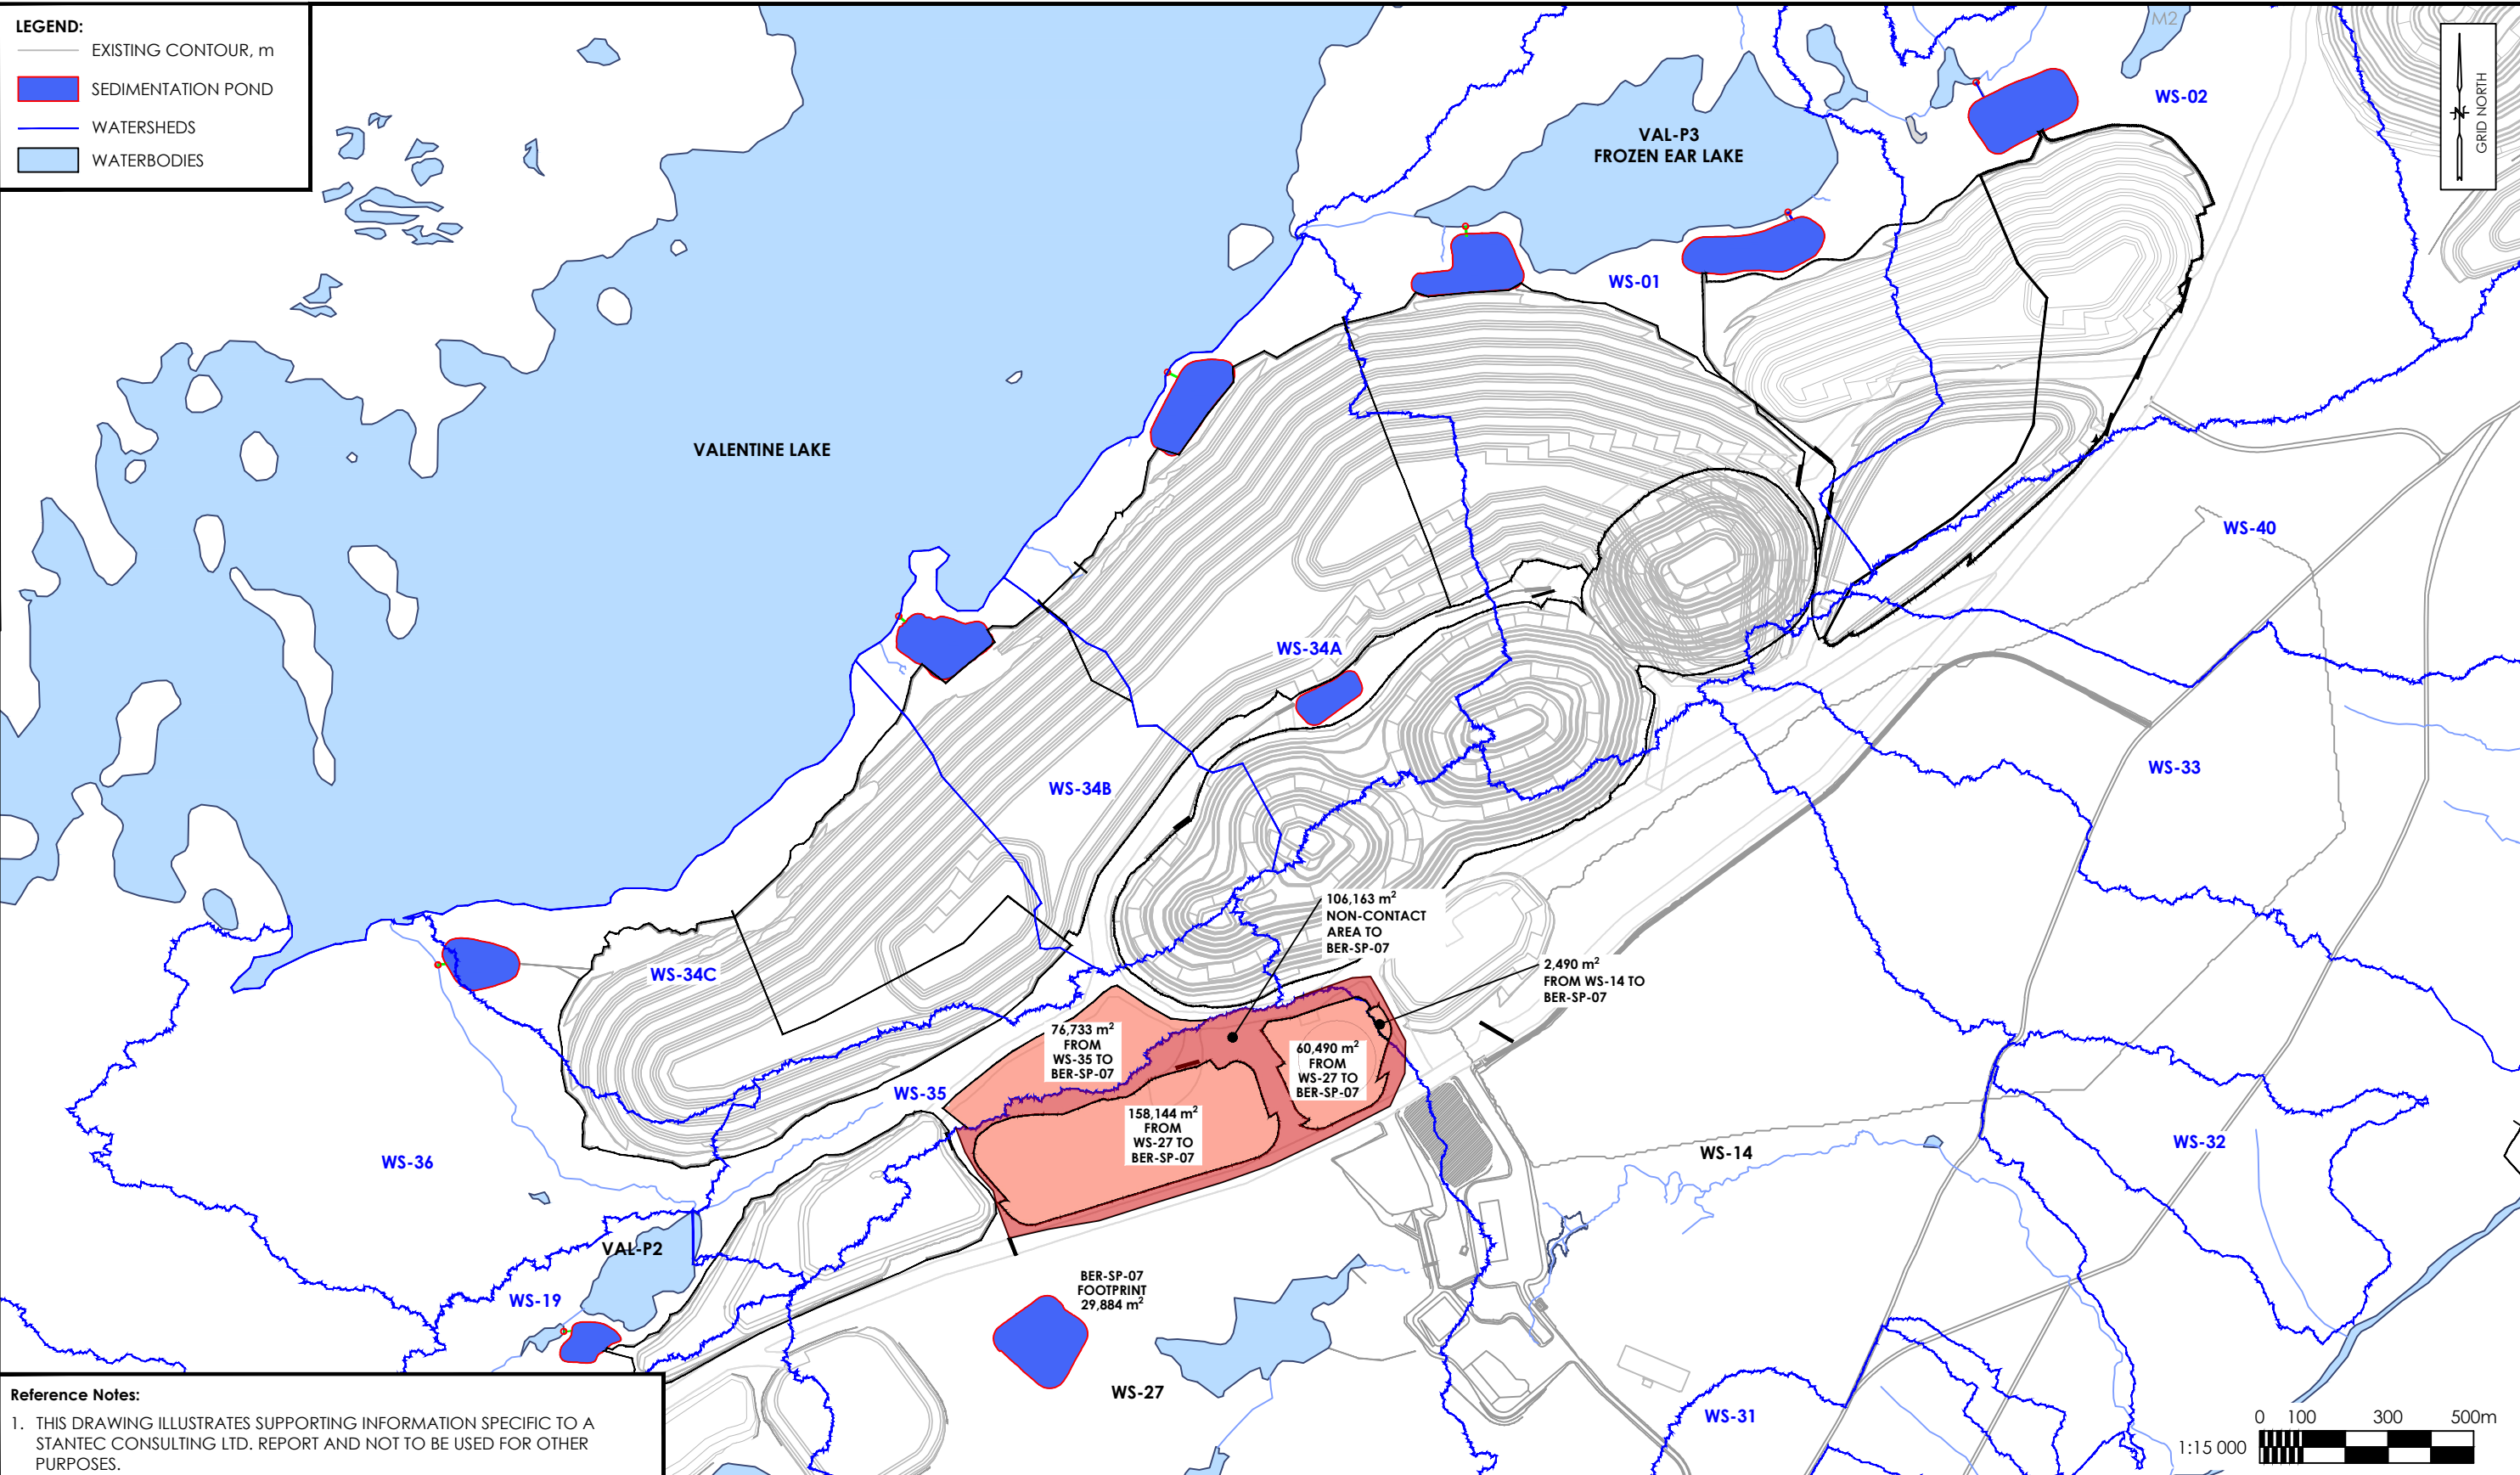 LEGEND:
EXISTING CONTOUR, m
SEDIMENTATION POND
WATERSHEDS
WATERBODIES
M2
GRID NORTH
N
WS-02
VAL-P3
FROZEN EAR LAKE
WS-01
VALENTINE LAKE
WS-40
WS-34A
WS-33
WS-34B
106,163 m²
NON-CONTACT
AREA TO
BER-SP-07
2,490 m²
FROM WS-14 TO
BER-SP-07
WS-34C
76,733 m²
FROM
WS-35 TO
BER-SP-07
60,490 m²
FROM
WS-27 TO
BER-SP-07
WS-35
158,144 m²
FROM
WS-27 TO
BER-SP-07
WS-36
WS-14
WS-32
VAL-P2
BER-SP-07
FOOTPRINT
29,884 m²
WS-19
WS-27
WS-31
0 100 300 500m
1:15 000
Reference Notes:
1. THIS DRAWING ILLUSTRATES SUPPORTING INFORMATION SPECIFIC TO A
STANTEC CONSULTING LTD. REPORT AND NOT TO BE USED FOR OTHER
PURPOSES.